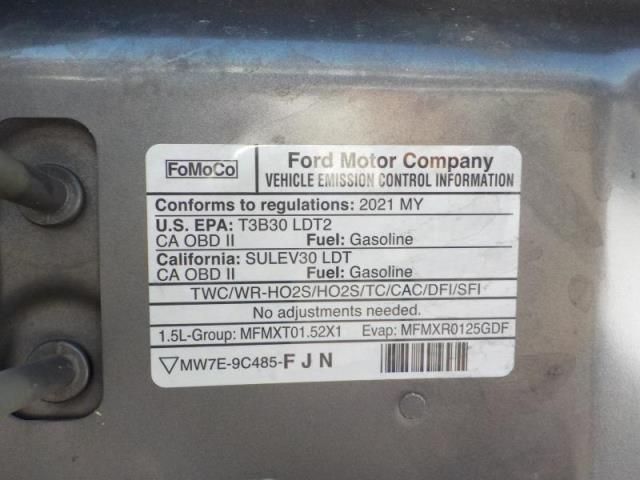 FoMoCo
Ford Motor Company
VEHICLE EMISSION CONTROL INFORMATION
Conforms to regulations: 2021 MY
U.S. EPA: T3B30 LDT2
CA OBD II Fuel: Gasoline
California: SULEV30 LDT
CA OBD II Fuel: Gasoline
TWC/WR-HO2S/HO2S/TC/CAC/DFI/SFI
No adjustments needed.
1.5L-Group: MFMXT01.52X1 Evap: MFMXR0125GDF
MW7E-9C485-F J N